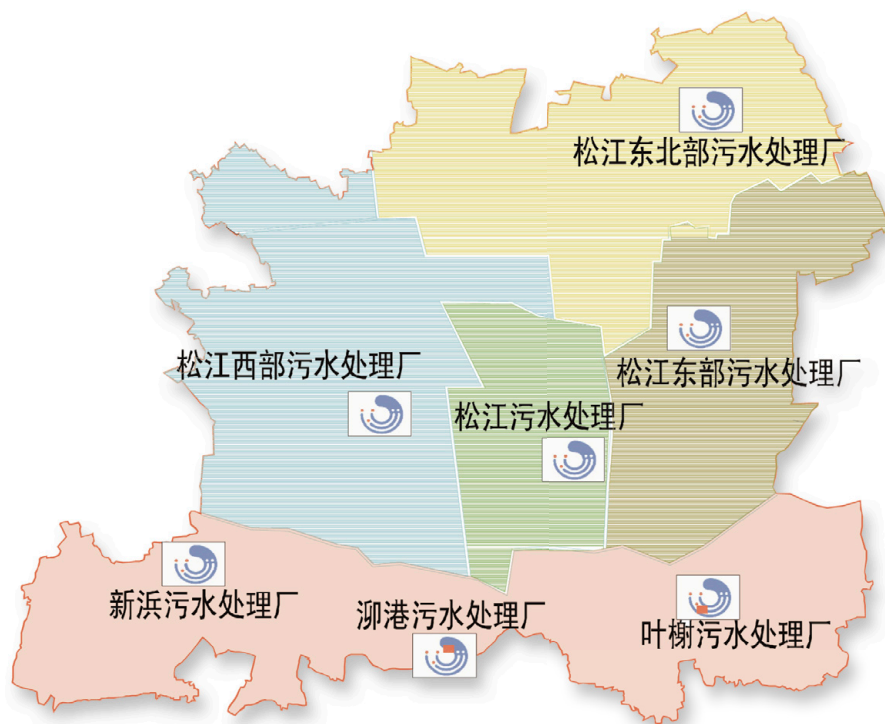 松江东北部污水处理厂
松江西部污水处理厂
松江东部污水处理厂
松江污水处理厂
新浜污水处理厂
泖港污水处理厂
叶榭污水处理厂